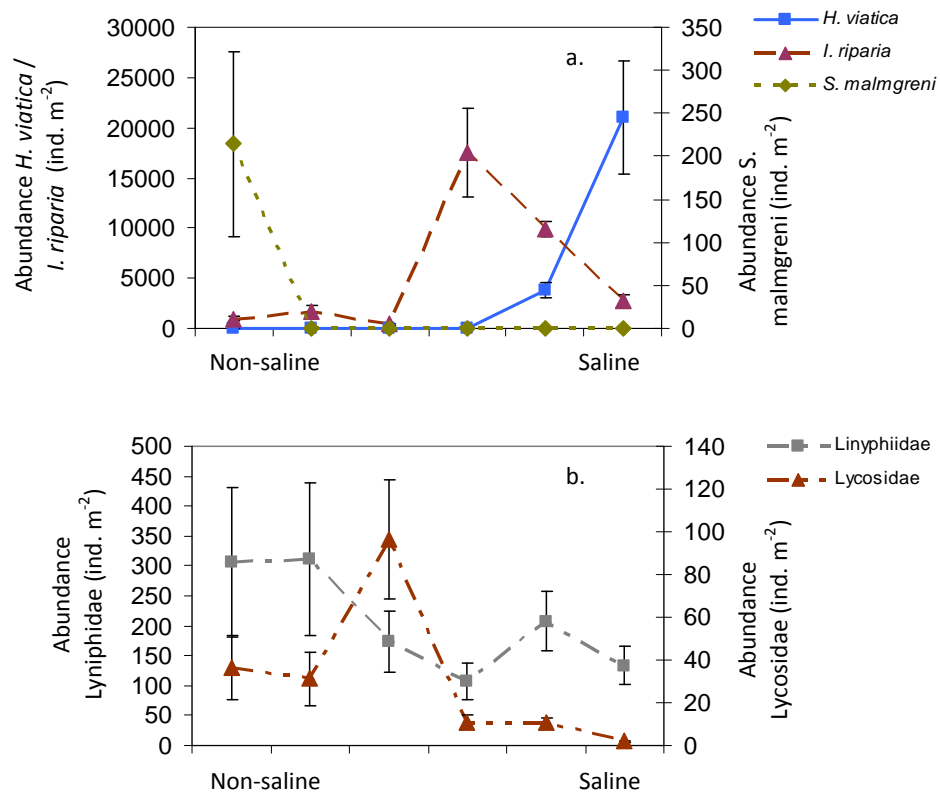 Abundance H. viatica /
I. riparia (ind. m-2)
30000
25000
20000
15000
10000
5000
0
a.
350
300
250
200
150
100
50
0
Abundance S.
malmgreni (ind. m-2)
H. viatica
I. riparia
S. malmgreni
Non-saline
Saline
Abundance
Lyniphidae (ind. m-2)
500
450
400
350
300
250
200
150
100
50
0
b.
140
120
100
80
60
40
20
0
Abundance
Lycosidae (ind. m-2)
Linyphiidae
Lycosidae
Non-saline
Saline